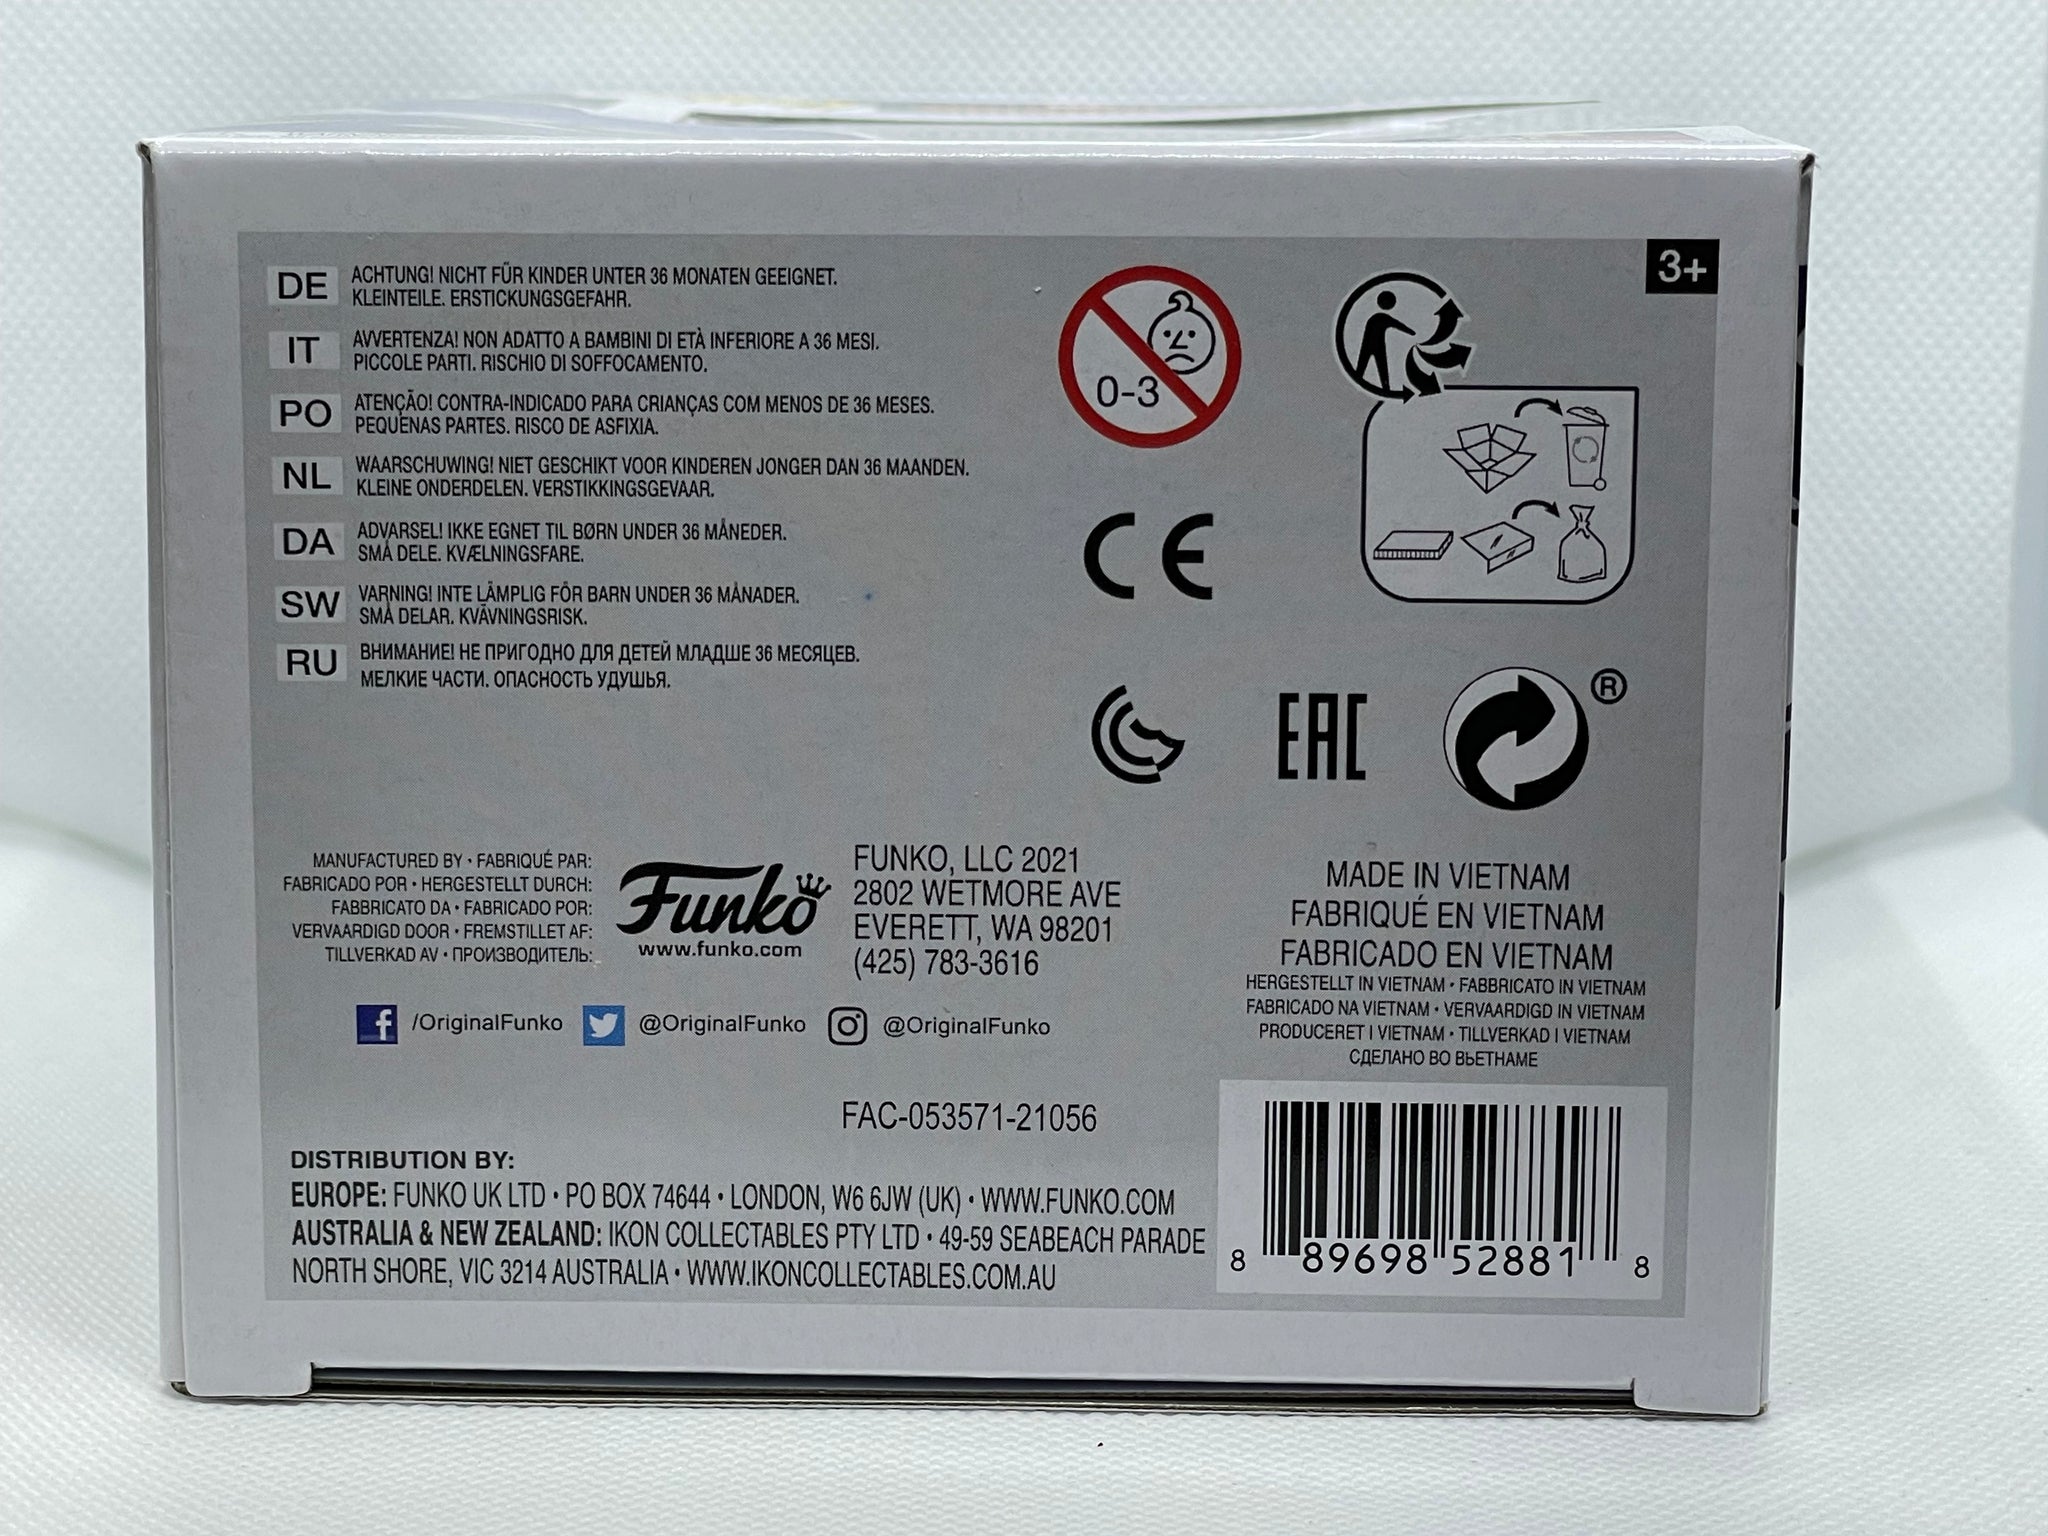 3+
DE
ACHTUNG! NICHT FÜR KINDER UNTER 36 MONATEN GEEIGNET.
KLEINTEILE. ERSTICKUNGSGEFAHR.
IT
AVVERTENZA! NON ADATTO A BAMBINI DI ETÀ INFERIORE A 36 MESI.
PICCOLE PARTI. RISCHIO DI SOFFOCAMENTO.
PO
ATENÇÃO! CONTRA-INDICADO PARA CRIANÇAS COM MENOS DE 36 MESES.
PEQUENAS PARTES. RISCO DE ASFIXIA.
NL
WAARSCHUWING! NIET GESCHIKT VOOR KINDEREN JONGER DAN 36 MAANDEN.
KLEINE ONDERDELEN. VERSTIKKINGSGEVAAR.
DA
ADVARSEL! IKKE EGNET TIL BØRN UNDER 36 MÅNEDER.
SMÅ DELE. KVÆLNINGSFARE.
SW
VARNING! INTE LÄMPLIG FÖR BARN UNDER 36 MÅNADER.
SMÅ DELAR. KVÄVNINGSRISK.
RU
ВНИМАНИЕ! НЕ ПРИГОДНО ДЛЯ ДЕТЕЙ МЛАДШЕ 36 МЕСЯЦЕВ.
МЕЛКИЕ ЧАСТИ. ОПАСНОСТЬ УДУШЬЯ.
0-3
CE
EAC
®
MANUFACTURED BY • FABRIQUÉ PAR:
FABRICADO POR • HERGESTELLT DURCH:
FABBRICATO DA • FABRICADO POR:
VERVAARDIGD DOOR • FREMSTILLET AF:
TILLVERKAD AV • ПРОИЗВОДИТЕЛЬ:
Funko
www.funko.com
FUNKO, LLC 2021
2802 WETMORE AVE
EVERETT, WA 98201
(425) 783-3616
/OriginalFunko @OriginalFunko @OriginalFunko
MADE IN VIETNAM
FABRIQUÉ EN VIETNAM
FABRICADO EN VIETNAM
HERGESTELLT IN VIETNAM • FABBRICATO IN VIETNAM
FABRICADO NA VIETNAM • VERVAARDIGD IN VIETNAM
PRODUCERET I VIETNAM • TILLVERKAD I VIETNAM
СДЕЛАНО ВО ВЬЕТНАМЕ
FAC-053571-21056
DISTRIBUTION BY:
EUROPE: FUNKO UK LTD • PO BOX 74644 • LONDON, W6 6JW (UK) • WWW.FUNKO.COM
AUSTRALIA & NEW ZEALAND: IKON COLLECTABLES PTY LTD • 49-59 SEABEACH PARADE
NORTH SHORE, VIC 3214 AUSTRALIA • WWW.IKONCOLLECTABLES.COM.AU
8 89698 52881 8